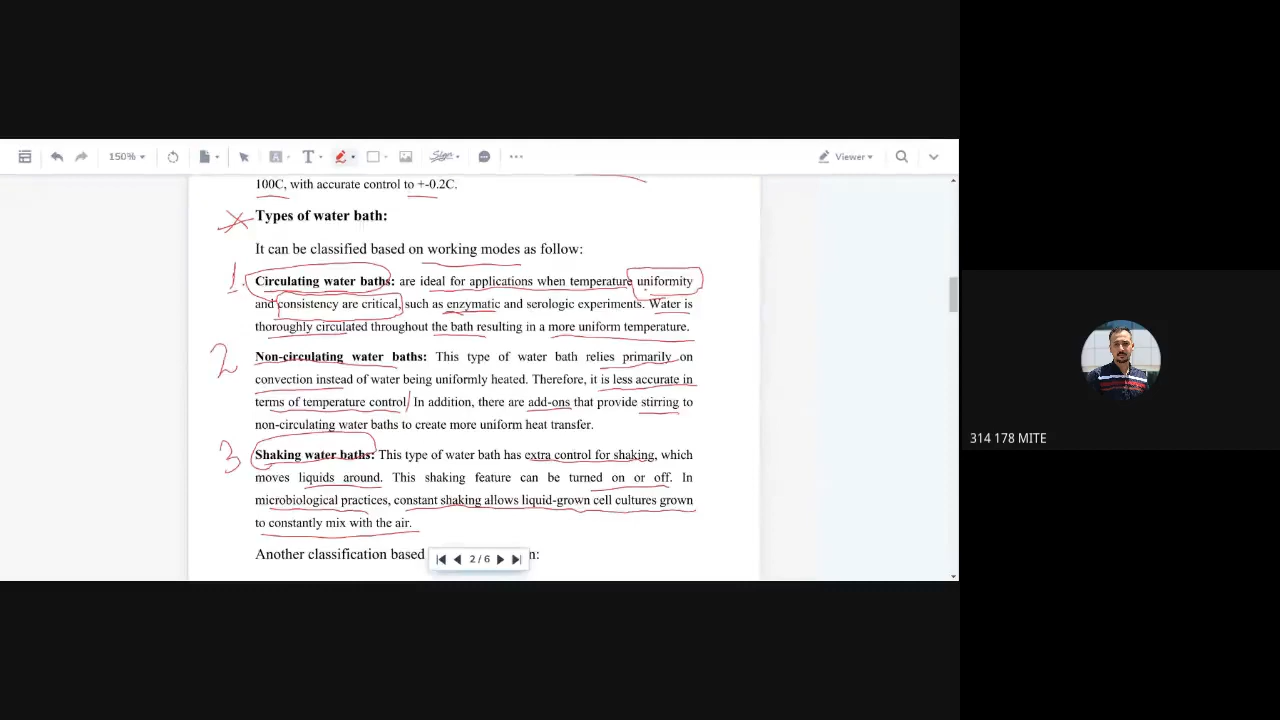 150%
Sign
Viewer
100C, with accurate control to +-0.2C.
Types of water bath:
It can be classified based on working modes as follow:
1.
Circulating water baths: are ideal for applications when temperature uniformity
and consistency are critical, such as enzymatic and serologic experiments. Water is
thoroughly circulated throughout the bath resulting in a more uniform temperature.
2
Non-circulating water baths: This type of water bath relies primarily on
convection instead of water being uniformly heated. Therefore, it is less accurate in
terms of temperature control. In addition, there are add-ons that provide stirring to
non-circulating water baths to create more uniform heat transfer.
3
Shaking water baths: This type of water bath has extra control for shaking, which
moves liquids around. This shaking feature can be turned on or off. In
microbiological practices, constant shaking allows liquid-grown cell cultures grown
to constantly mix with the air.
Another classification based n:
2 / 6
314 178 MITE